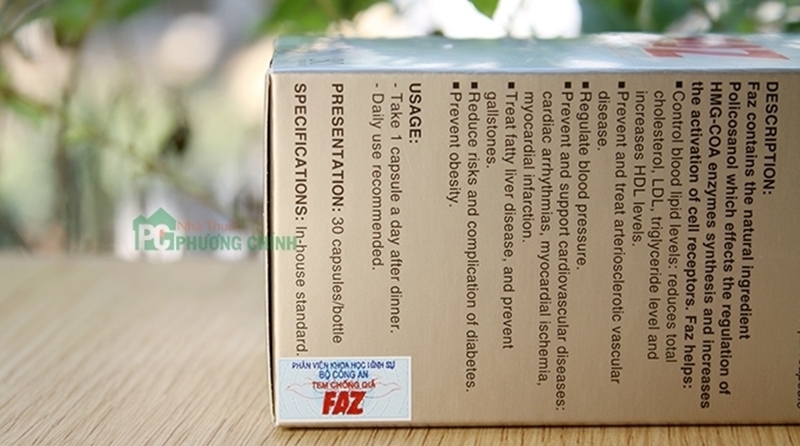 FAZ
DESCRIPTION:
Faz contains the natural ingredient
Policosanol which effects the regulation of
HMG-COA enzymes synthesis and increases
the activation of cell receptors. Faz helps:
▪ Control blood lipid levels: reduces total
cholesterol, LDL, triglyceride level and
increases HDL levels.
▪ Prevent and treat arteriosclerotic vascular
disease.
▪ Regulate blood pressure.
▪ Prevent and support cardiovascular diseases:
cardiac arrhythmias, myocardial ischemia,
myocardial infarction.
▪ Treat fatty liver disease, and prevent
gallstones.
▪ Reduce risks and complication of diabetes.
▪ Prevent obesity.
USAGE:
- Take 1 capsule a day after dinner.
- Daily use recommended.
PRESENTATION: 30 capsules/bottle
SPECIFICATIONS: In-house standard.
PHÂN VIỆN KHOA HỌC HÌNH SỰ
BỘ CÔNG AN
TEM CHỐNG GIẢ
FAZ
Nhà Thuốc
PC PHƯƠNG CHINH